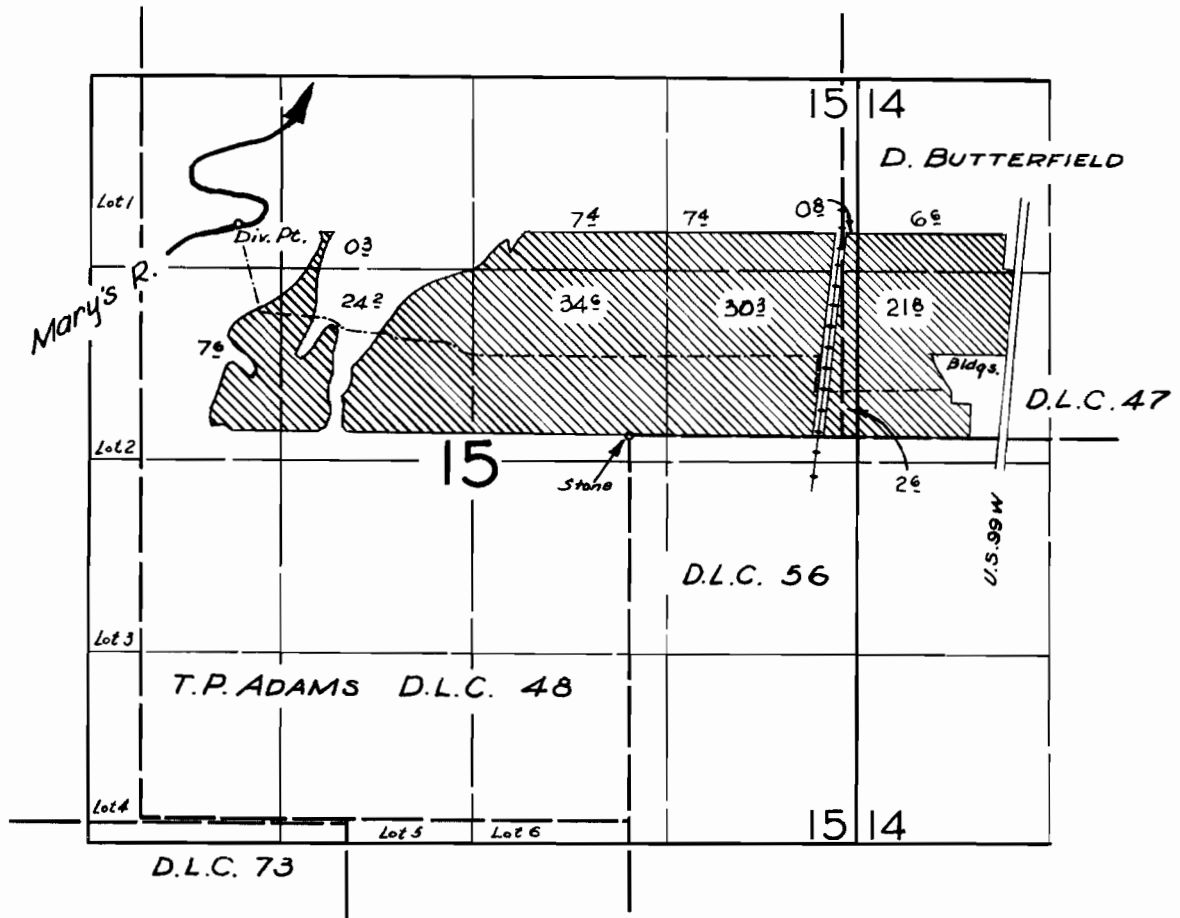 15 14
D. BUTTERFIELD
Lot 1
Div. Pt.
Mary's R.
7 4
7 4
0 8
6 6
0 3
24 2
34 6
30 3
21 8
7 6
Bldgs.
D.L.C. 47
Lot 2
15
Stone
2 6
U.S. 99 W
D.L.C. 56
Lot 3
T.P. ADAMS D.L.C. 48
Lot 4
Lot 5
Lot 6
15 14
D.L.C. 73